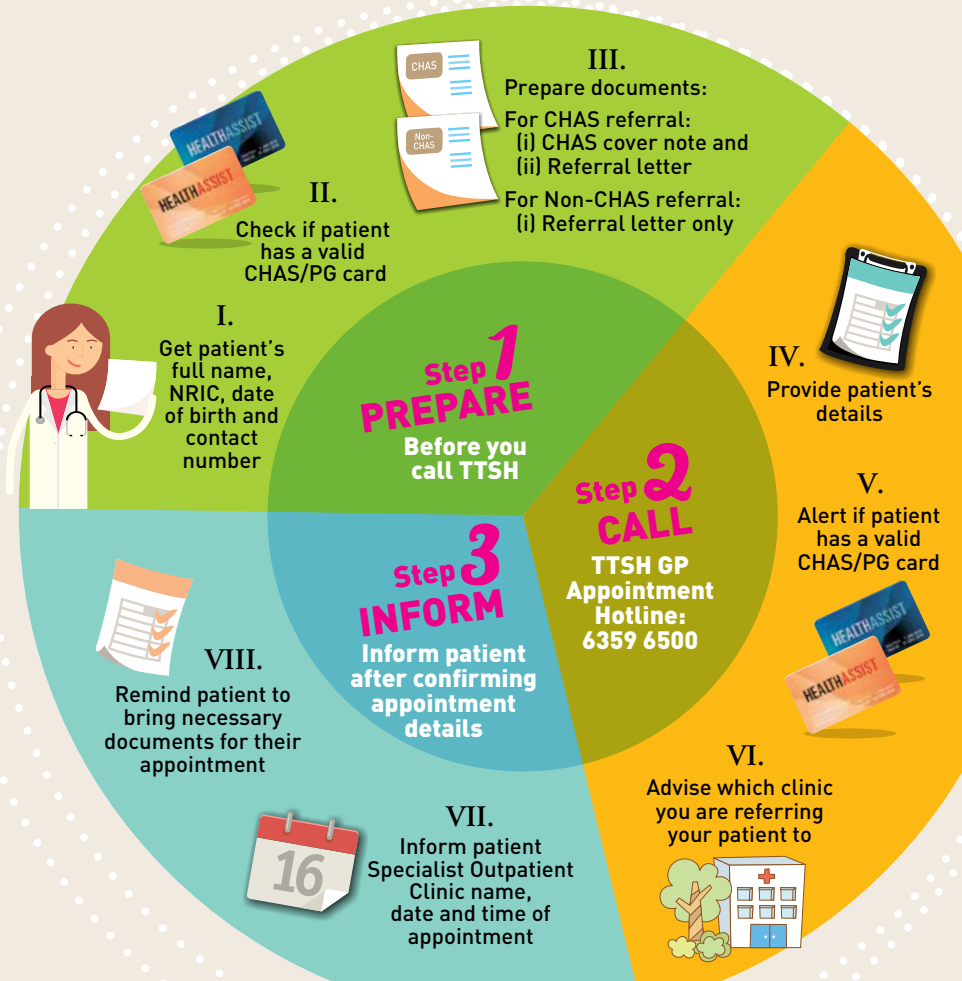 Step 1
PREPARE
Before you
call TTSH
I.
Get patient's
full name,
NRIC, date
of birth and
contact
number
II.
Check if patient
has a valid
CHAS/PG card
HEALTHASSIST
HEALTHASSIST
III.
Prepare documents:
For CHAS referral:
(i) CHAS cover note and
(ii) Referral letter
For Non-CHAS referral:
(i) Referral letter only
CHAS
Non-
CHAS
Step 2
CALL
TTSH GP
Appointment
Hotline:
6359 6500
IV.
Provide patient's
details
V.
Alert if patient
has a valid
CHAS/PG card
HEALTHASSIST
HEALTHASSIST
VI.
Advise which clinic
you are referring
your patient to
Step 3
INFORM
Inform patient
after confirming
appointment
details
VII.
Inform patient
Specialist Outpatient
Clinic name,
date and time of
appointment
16
VIII.
Remind patient to
bring necessary
documents for their
appointment